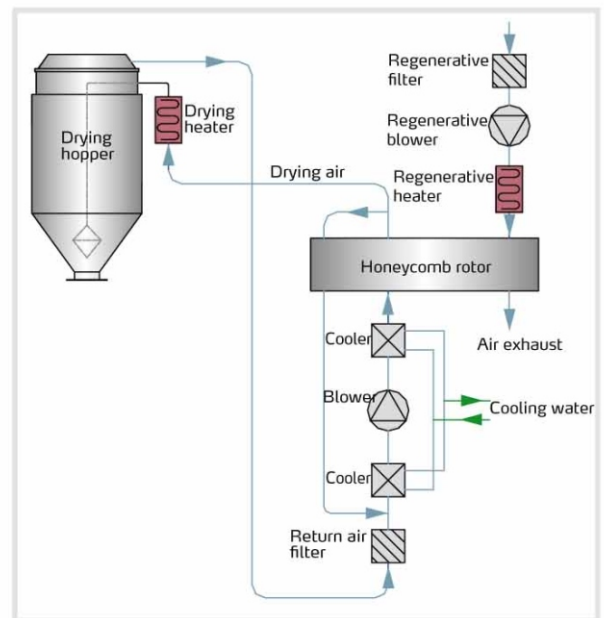 Regenerative
filter
Drying
heater
Drying
hopper
Regenerative
blower
Drying air
Regenerative
heater
Honeycomb rotor
Cooler
Air exhaust
Blower
Cooling water
Cooler
Return air
filter